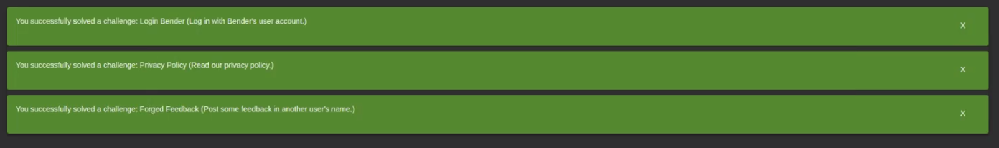 You successfully solved a challenge: Login Bender (Log in with Bender's user account.)
X
You successfully solved a challenge: Privacy Policy (Read our privacy policy.)
X
You successfully solved a challenge: Forged Feedback (Post some feedback in another user's name.)
X